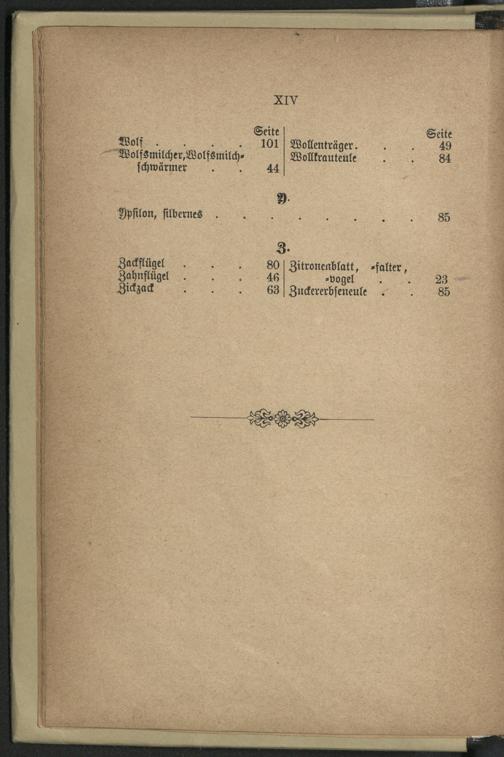 XIV
Seite
Wolf . . . . 101
Wolfsmilcher, Wolfsmilch-
schwärmer . . 44
Seite
Wollenträger. . . 49
Wollkrauteule . . 84
Y.
Ypsilon, silbernes . . . . . . . . 85
Z.
Zackflügel . . . 80
Zahnflügel . . . 46
Zickzack . . . 63
Zitronenblatt, -falter,
-vogel . . 23
Zuckererbseneule . . 85